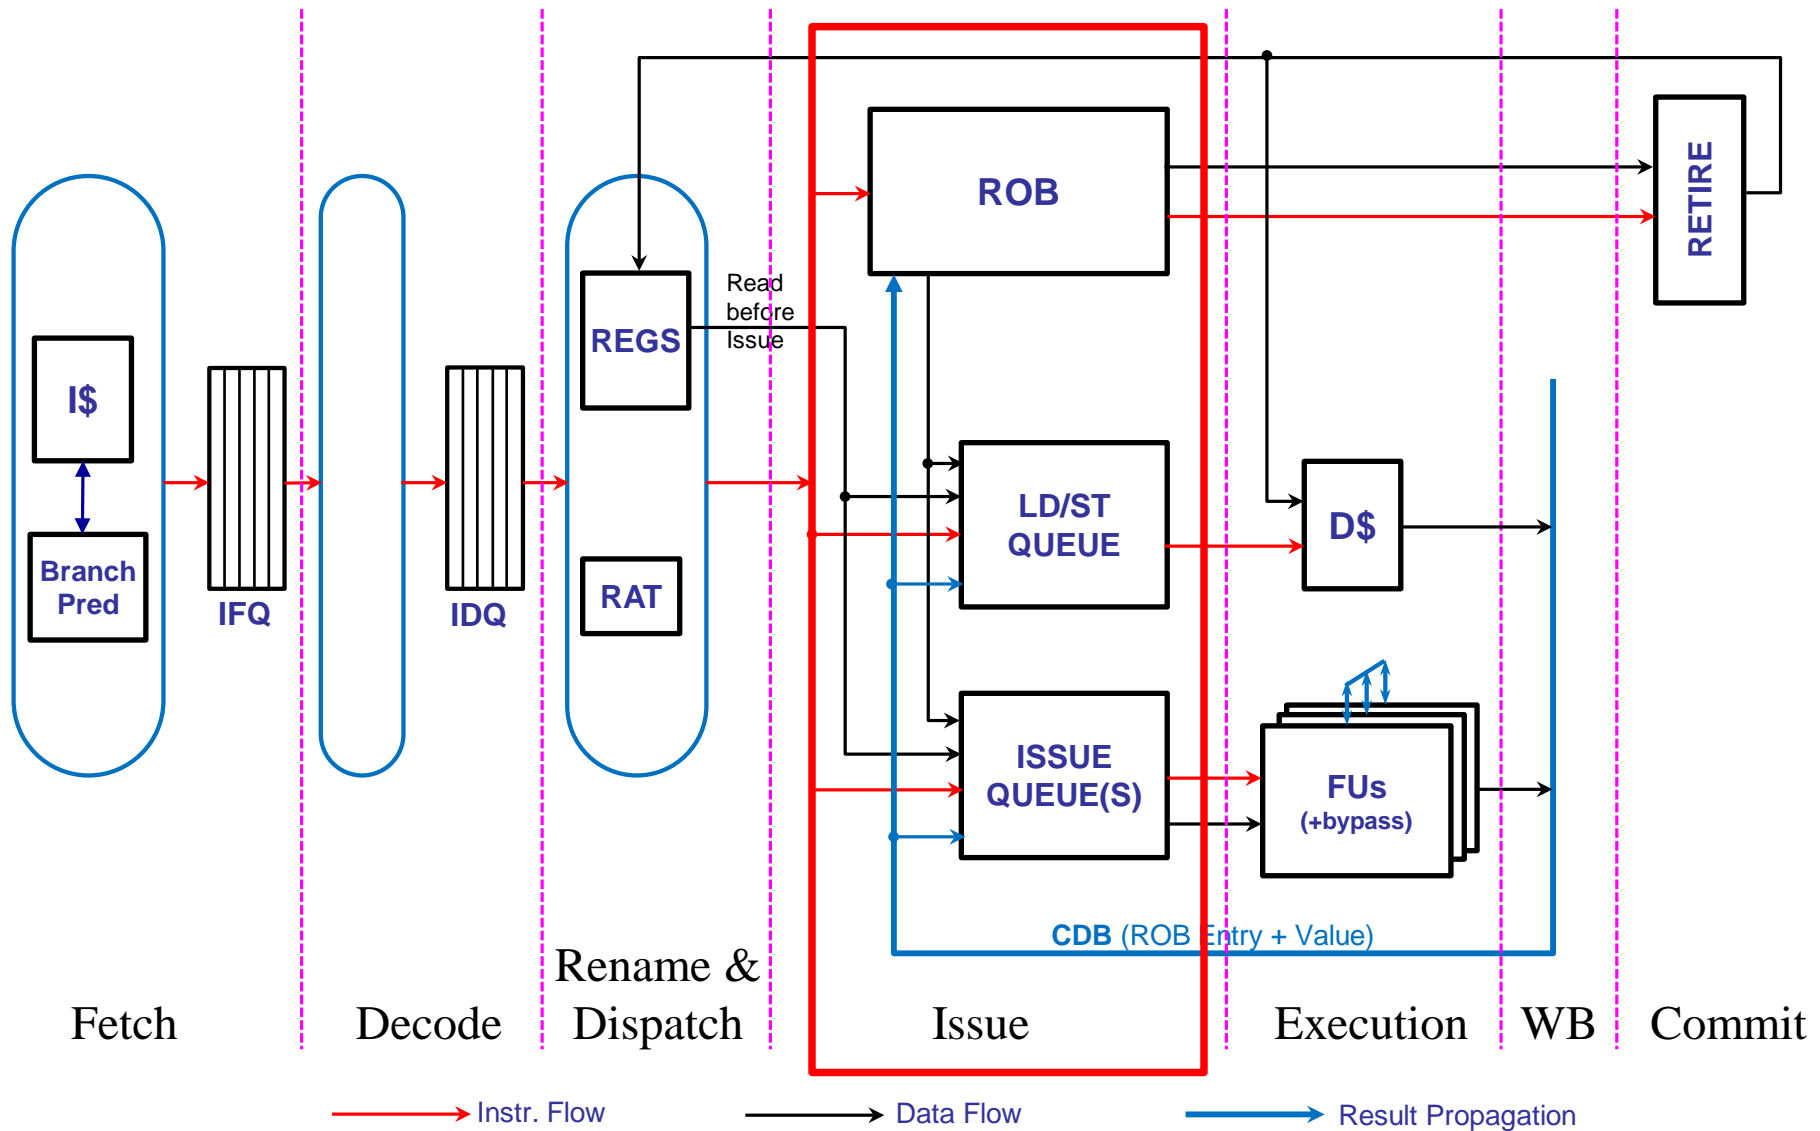 ROB
RETIRE
Read
before
Issue
REGS
I$
LD/ST
QUEUE
D$
Branch
Pred
IFQ
IDQ
RAT
ISSUE
QUEUE(S)
FUs
(+bypass)
CDB (ROB Entry + Value)
Rename &
Dispatch
Fetch
Decode
Issue
Execution
WB
Commit
Instr. Flow
Data Flow
Result Propagation